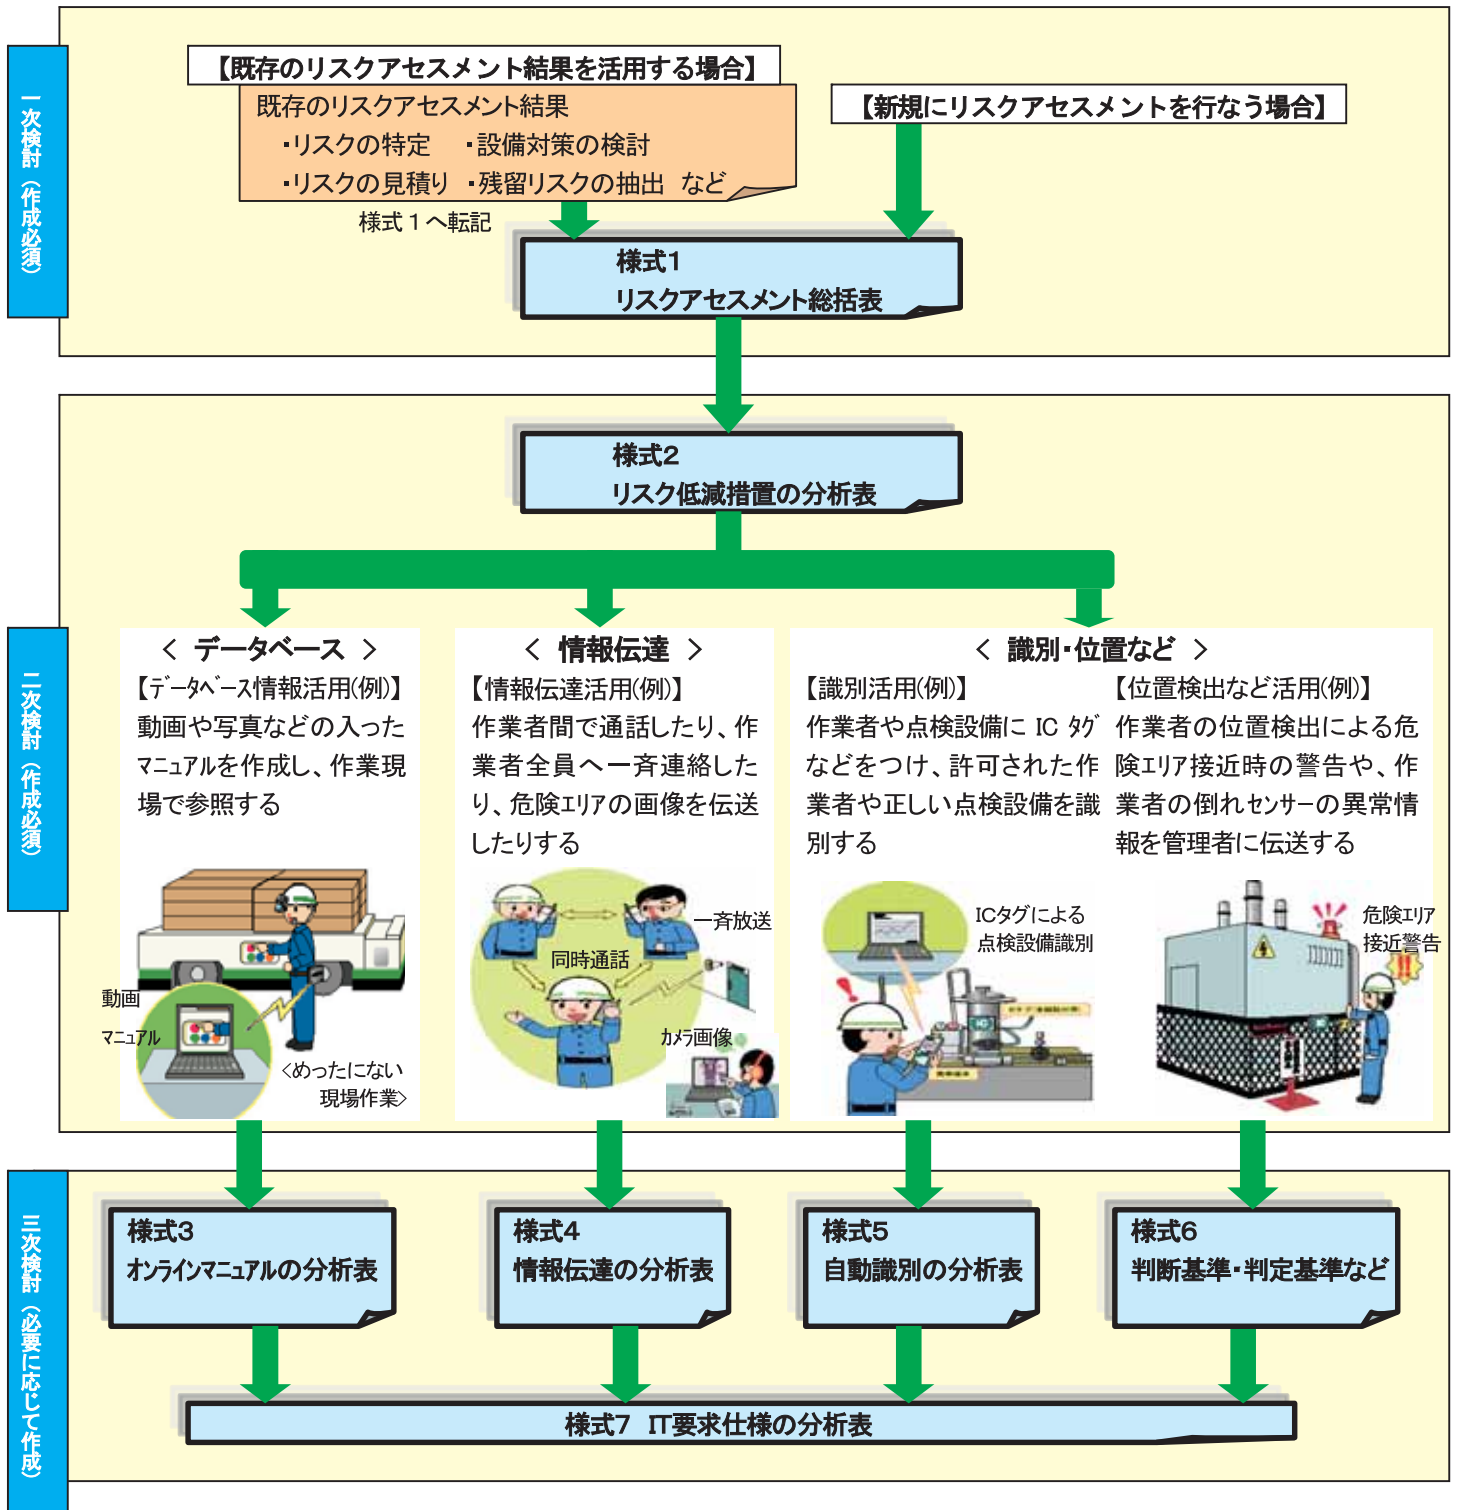 一次検討（作成必須）
【既存のリスクアセスメント結果を活用する場合】
既存のリスクアセスメント結果
・リスクの特定　・設備対策の検討
・リスクの見積り　・残留リスクの抽出　など
【新規にリスクアセスメントを行なう場合】
様式１へ転記
様式1
リスクアセスメント総括表
二次検討（作成必須）
様式2
リスク低減措置の分析表
＜ データベース ＞
【データベース情報活用(例)】
動画や写真などの入った
マニュアルを作成し、作業現
場で参照する
動画
マニュアル
<めったにない
現場作業>
＜ 情報伝達 ＞
【情報伝達活用(例)】
作業者間で通話したり、作
業者全員へ一斉連絡した
り、危険エリアの画像を伝送
したりする
一斉放送
同時通話
カメラ画像
＜ 識別・位置など ＞
【識別活用(例)】
作業者や点検設備に IC タグ
などをつけ、許可された作
業者や正しい点検設備を識
別する
ICタグによる
点検設備識別
【位置検出など活用(例)】
作業者の位置検出による危
険エリア接近時の警告や、作
業者の倒れセンサーの異常情
報を管理者に伝送する
危険エリア
接近警告
!!
三次検討（必要に応じて作成）
様式3
オンラインマニュアルの分析表
様式4
情報伝達の分析表
様式5
自動識別の分析表
様式6
判断基準・判定基準など
様式7　IT要求仕様の分析表